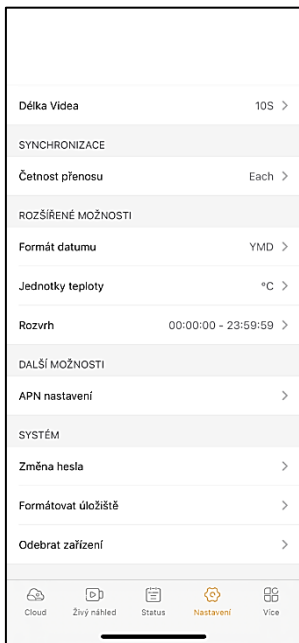 Délka Videa 10S
SYNCHRONIZACE
Četnost přenosu Each
ROZŠÍŘENÉ MOŽNOSTI
Formát datumu YMD
Jednotky teploty °C
Rozvrh 00:00:00 - 23:59:59
DALŠÍ MOŽNOSTI
APN nastavení
SYSTÉM
Změna hesla
Formátovat úložiště
Odebrat zařízení
Cloud Živý náhled Status Nastavení Více